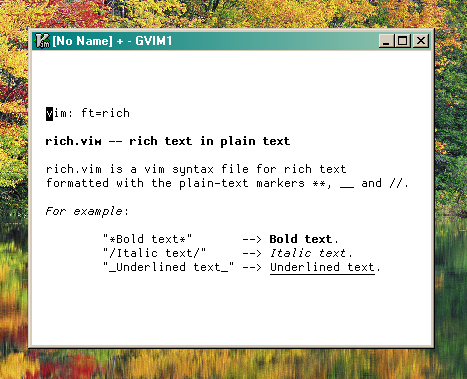 [No Name] + - GVIM1
vim: ft=rich
rich.vim -- rich text in plain text
rich.vim is a vim syntax file for rich text
formatted with the plain-text markers **, __ and //.
For example:
"*Bold text*" --> Bold text.
"/Italic text/" --> Italic text.
"_Underlined text_" --> Underlined text.